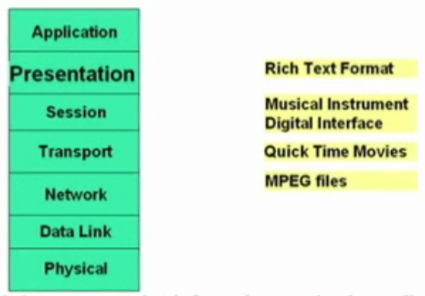 Application
Presentation
Session
Transport
Network
Data Link
Physical
Rich Text Format
Musical Instrument
Digital Interface
Quick Time Movies
MPEG files